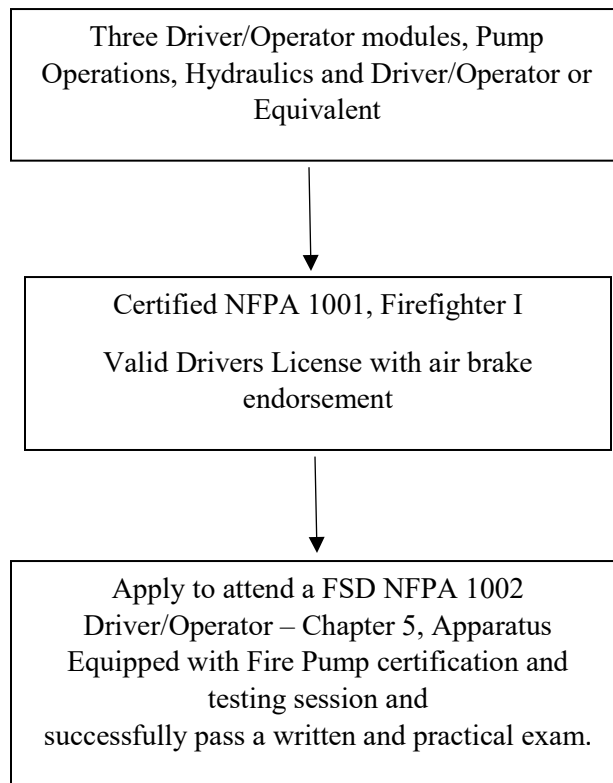 Three Driver/Operator modules, Pump
Operations, Hydraulics and Driver/Operator or
Equivalent
Certified NFPA 1001, Firefighter I
Valid Drivers License with air brake
endorsement
Apply to attend a FSD NFPA 1002
Driver/Operator – Chapter 5, Apparatus
Equipped with Fire Pump certification and
testing session and
successfully pass a written and practical exam.